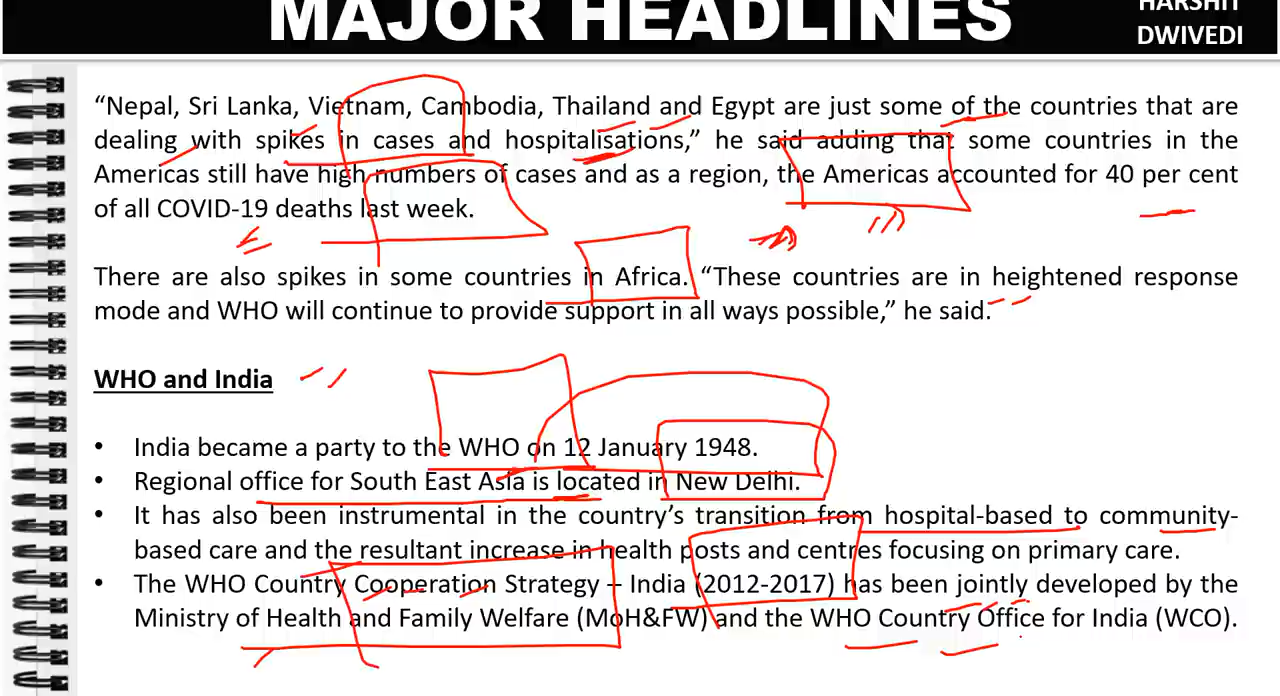 MAJOR HEADLINES
HARSHIT
DWIVEDI
“Nepal, Sri Lanka, Vietnam, Cambodia, Thailand and Egypt are just some of the countries that are
dealing with spikes in cases and hospitalisations,” he said adding that some countries in the
Americas still have high numbers of cases and as a region, the Americas accounted for 40 per cent
of all COVID-19 deaths last week.
There are also spikes in some countries in Africa. “These countries are in heightened response
mode and WHO will continue to provide support in all ways possible,” he said.
WHO and India
• India became a party to the WHO on 12 January 1948.
• Regional office for South East Asia is located in New Delhi.
• It has also been instrumental in the country’s transition from hospital-based to community-
based care and the resultant increase in health posts and centres focusing on primary care.
• The WHO Country Cooperation Strategy – India (2012-2017) has been jointly developed by the
Ministry of Health and Family Welfare (MoH&FW) and the WHO Country Office for India (WCO).